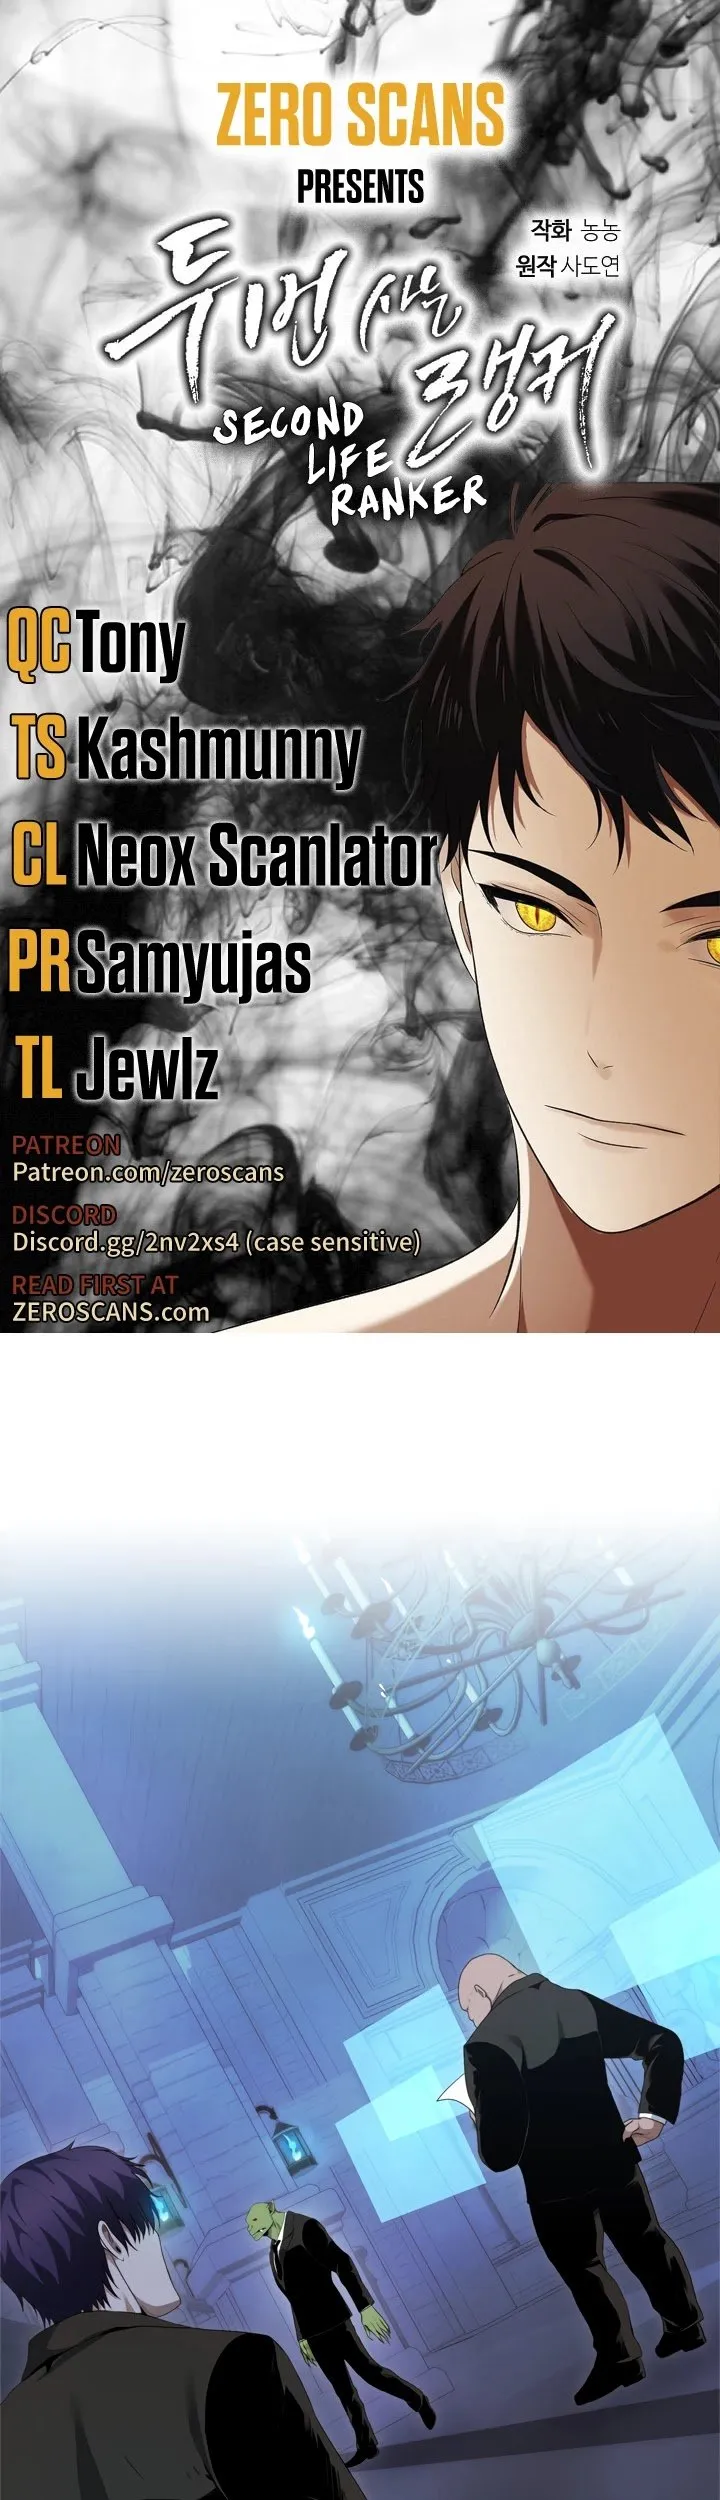 ZERO SCANS
PRESENTS
작화 농농
원작 사도연
두 번 사는
랭커
SECOND
LIFE
RANKER
QC Tony
TS Kashmunny
CL Neox Scanlator
PR Samyujas
TL Jewlz
PATREON
Patreon.com/zeroscans
DISCORD
Discord.gg/2nv2xs4 (case sensitive)
READ FIRST AT
ZEROSCANS.com